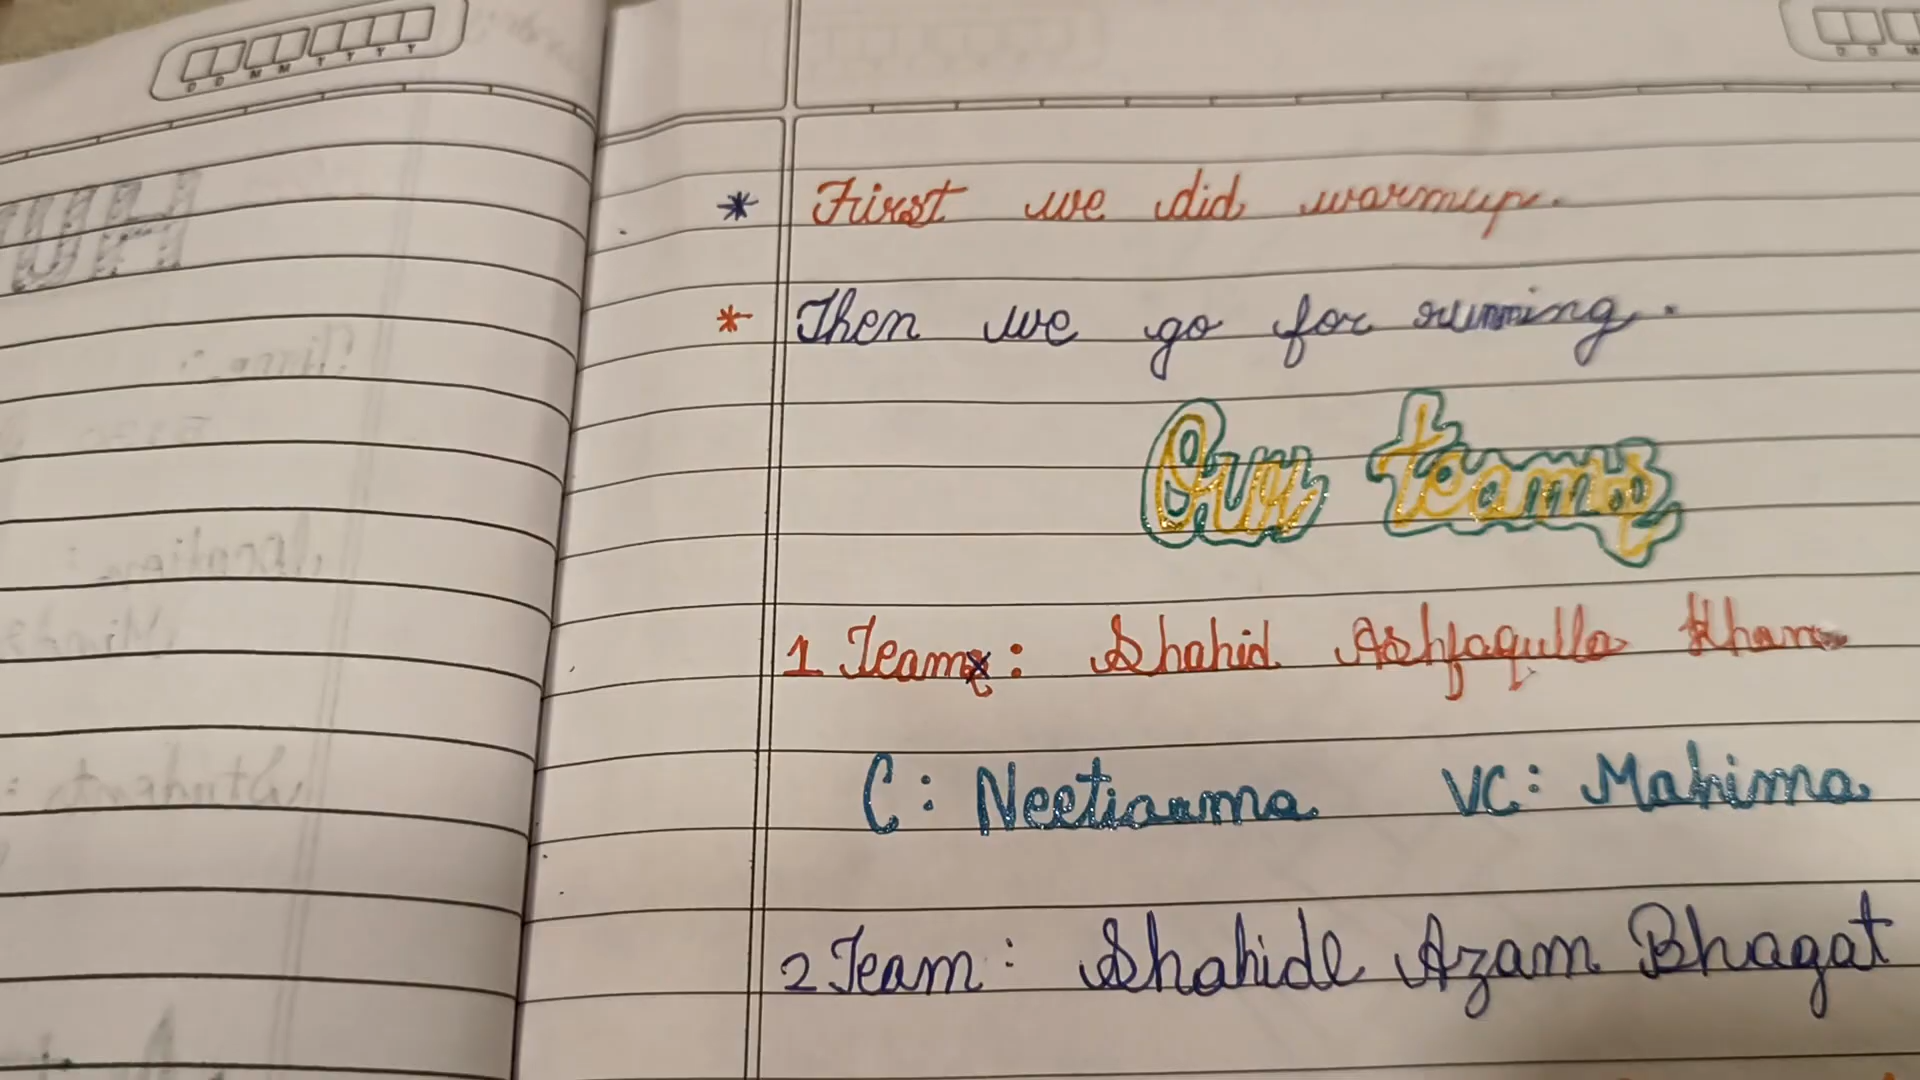 * First we did warmup.
* Then we go for running.
Our teams
1 Team: Shahid Ashfaqulla Khan
C: Neetiarma VC: Mahima
2 Team: Shahide Azam Bhagat